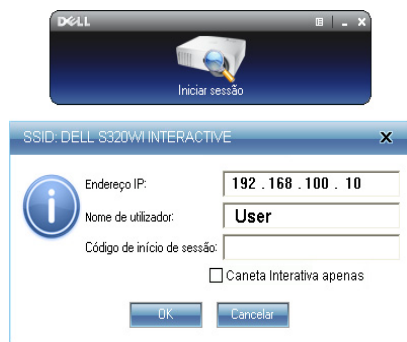 DELL
Iniciar sessão
SSID: DELL S320WI INTERACTIVE
Endereço IP: 192 . 168 . 100 . 10
Nome de utilizador: User
Código de início de sessão:
Caneta Interativa apenas
OK Cancelar